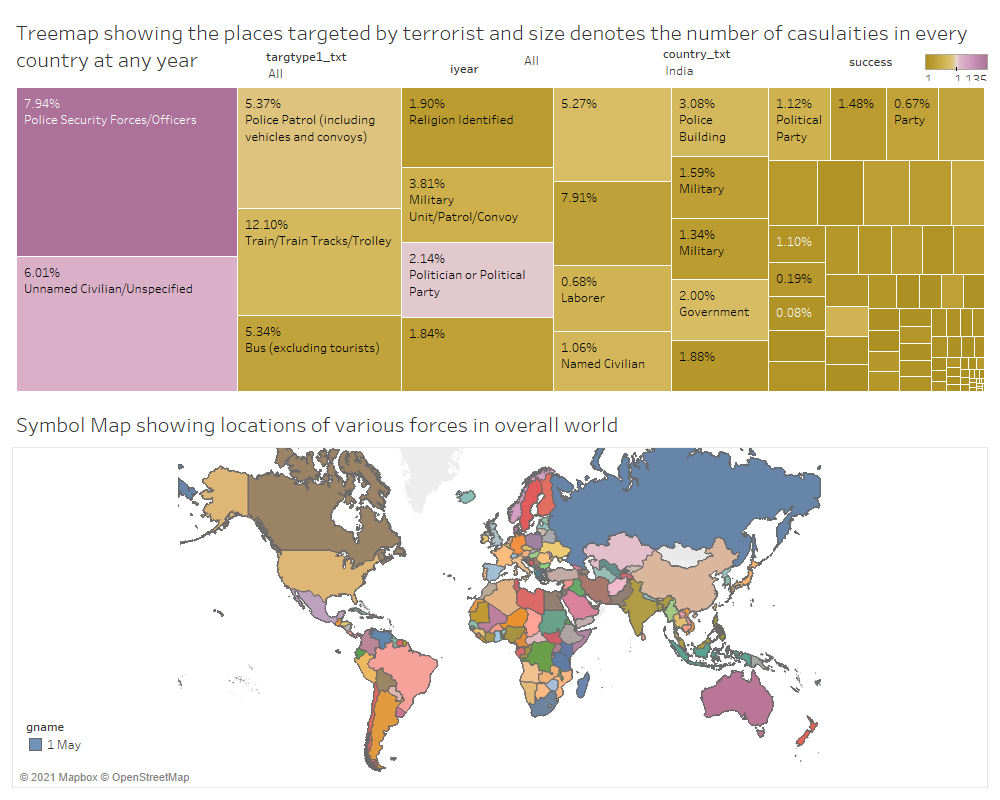 Treemap showing the places targeted by terrorist and size denotes the number of casulaities in every
country at any year
targtype1_txt
All
iyear
All
country_txt
India
success
1 1,135
7.94%
Police Security Forces/Officers
6.01%
Unnamed Civilian/Unspecified
5.37%
Police Patrol (including
vehicles and convoys)
12.10%
Train/Train Tracks/Trolley
5.34%
Bus (excluding tourists)
1.90%
Religion Identified
3.81%
Military
Unit/Patrol/Convoy
2.14%
Politician or Political
Party
1.84%
5.27%
7.91%
0.68%
Laborer
1.06%
Named Civilian
3.08%
Police
Building
1.59%
Military
1.34%
Military
2.00%
Government
1.88%
1.12%
Political
Party
1.48%
0.67%
Party
1.10%
0.19%
0.08%
Symbol Map showing locations of various forces in overall world
gname
1 May
© 2021 Mapbox © OpenStreetMap